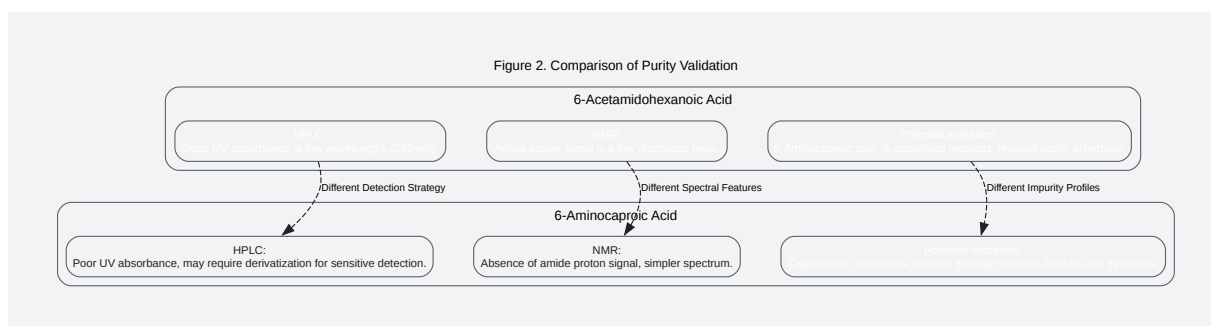 Figure 2. Comparison of Purity Validation
6-Acetamidohexanoic Acid
HPLC:
Good UV absorbance at low wavelengths (210 nm).
NMR:
Amide proton signal is a key diagnostic peak.
Potential Impurities:
6-Aminocaproic acid, di-acetylated products, residual acetic anhydride.
Different Detection Strategy
Different Spectral Features
Different Impurity Profiles
6-Aminocaproic Acid
HPLC:
Poor UV absorbance, may require derivatization for sensitive detection.
NMR:
Absence of amide proton signal, simpler spectrum.
Potential Impurities:
Caprolactam, oligomers, residual starting materials from its own synthesis.